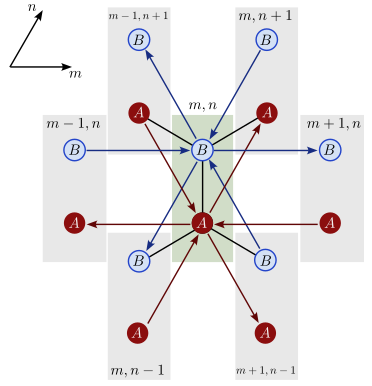 n
m
m − 1, n + 1
m, n + 1
B
B
A
A
m, n
m − 1, n
m + 1, n
B
B
B
A
A
A
B
B
A
A
m, n − 1
m + 1, n − 1